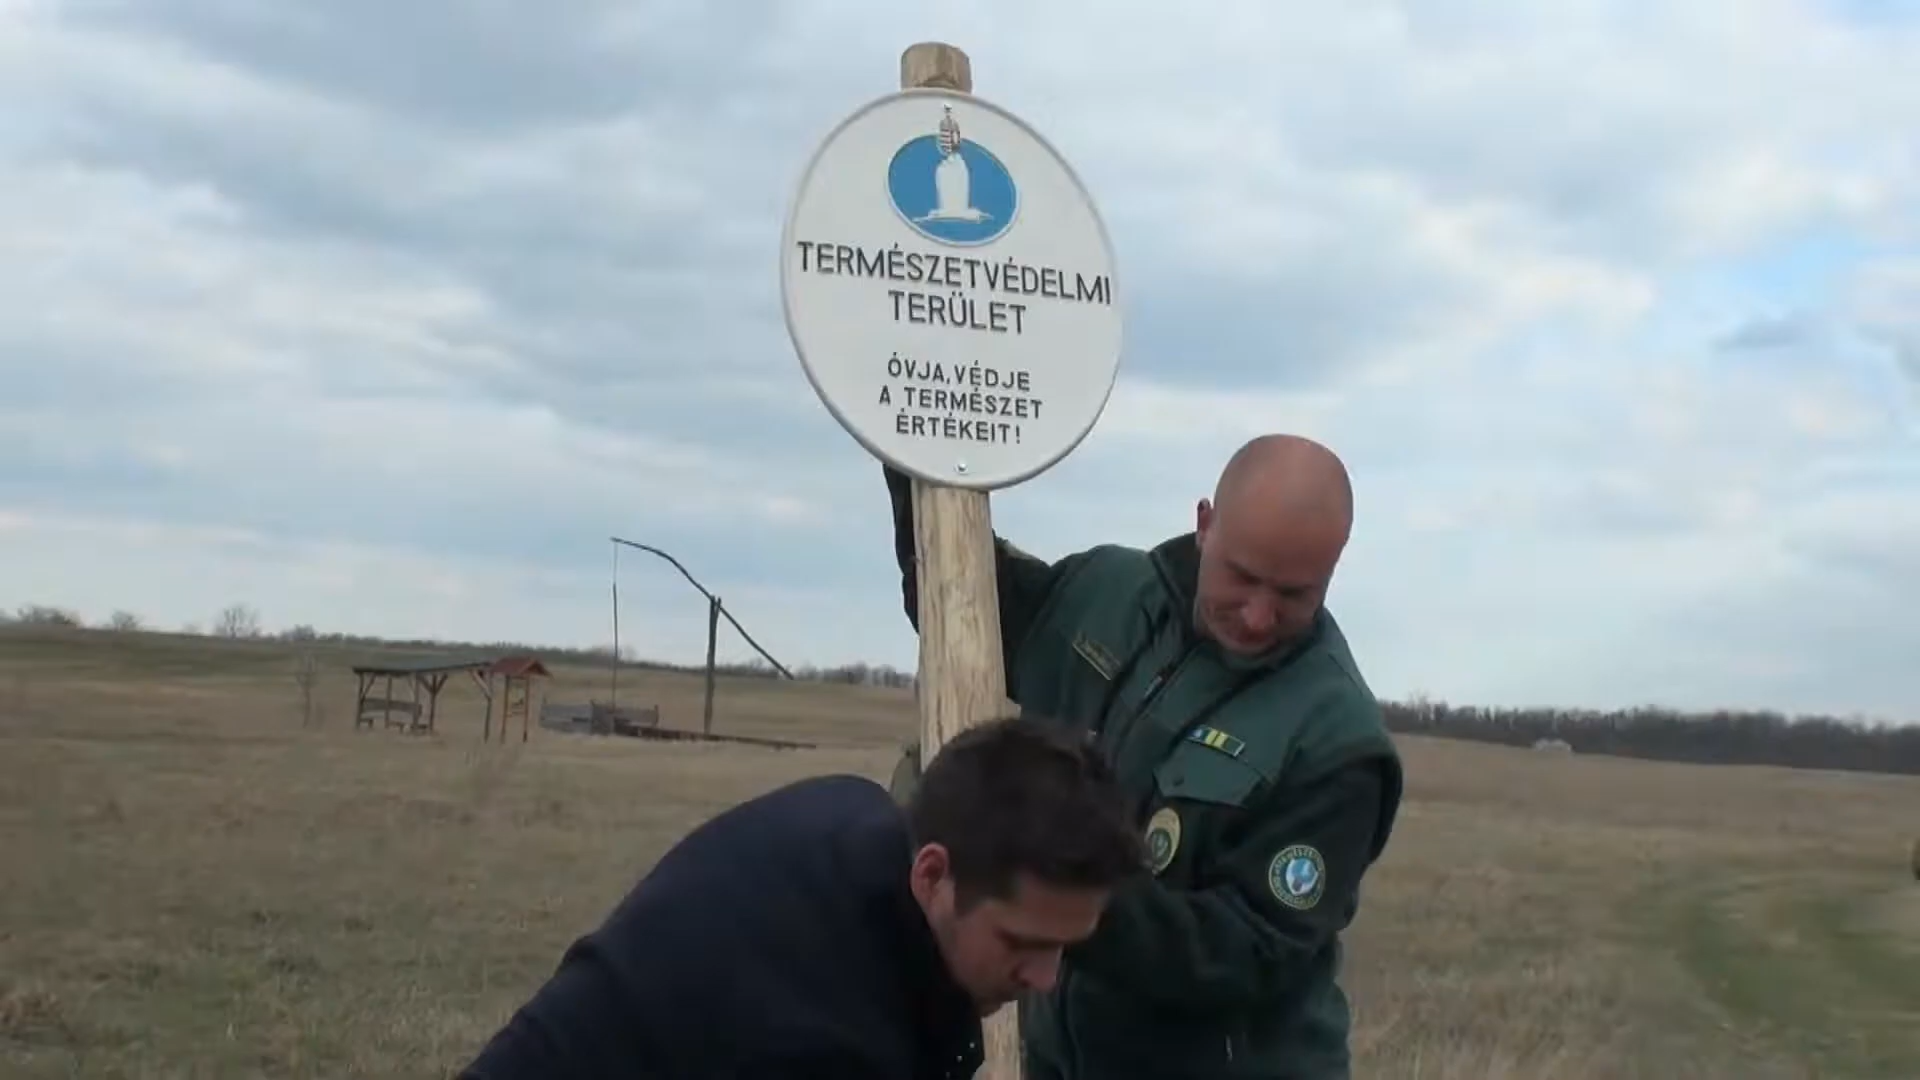 TERMÉSZETVÉDELMI
TERÜLET
ÓVJA, VÉDJE
A TERMÉSZET
ÉRTÉKEIT!